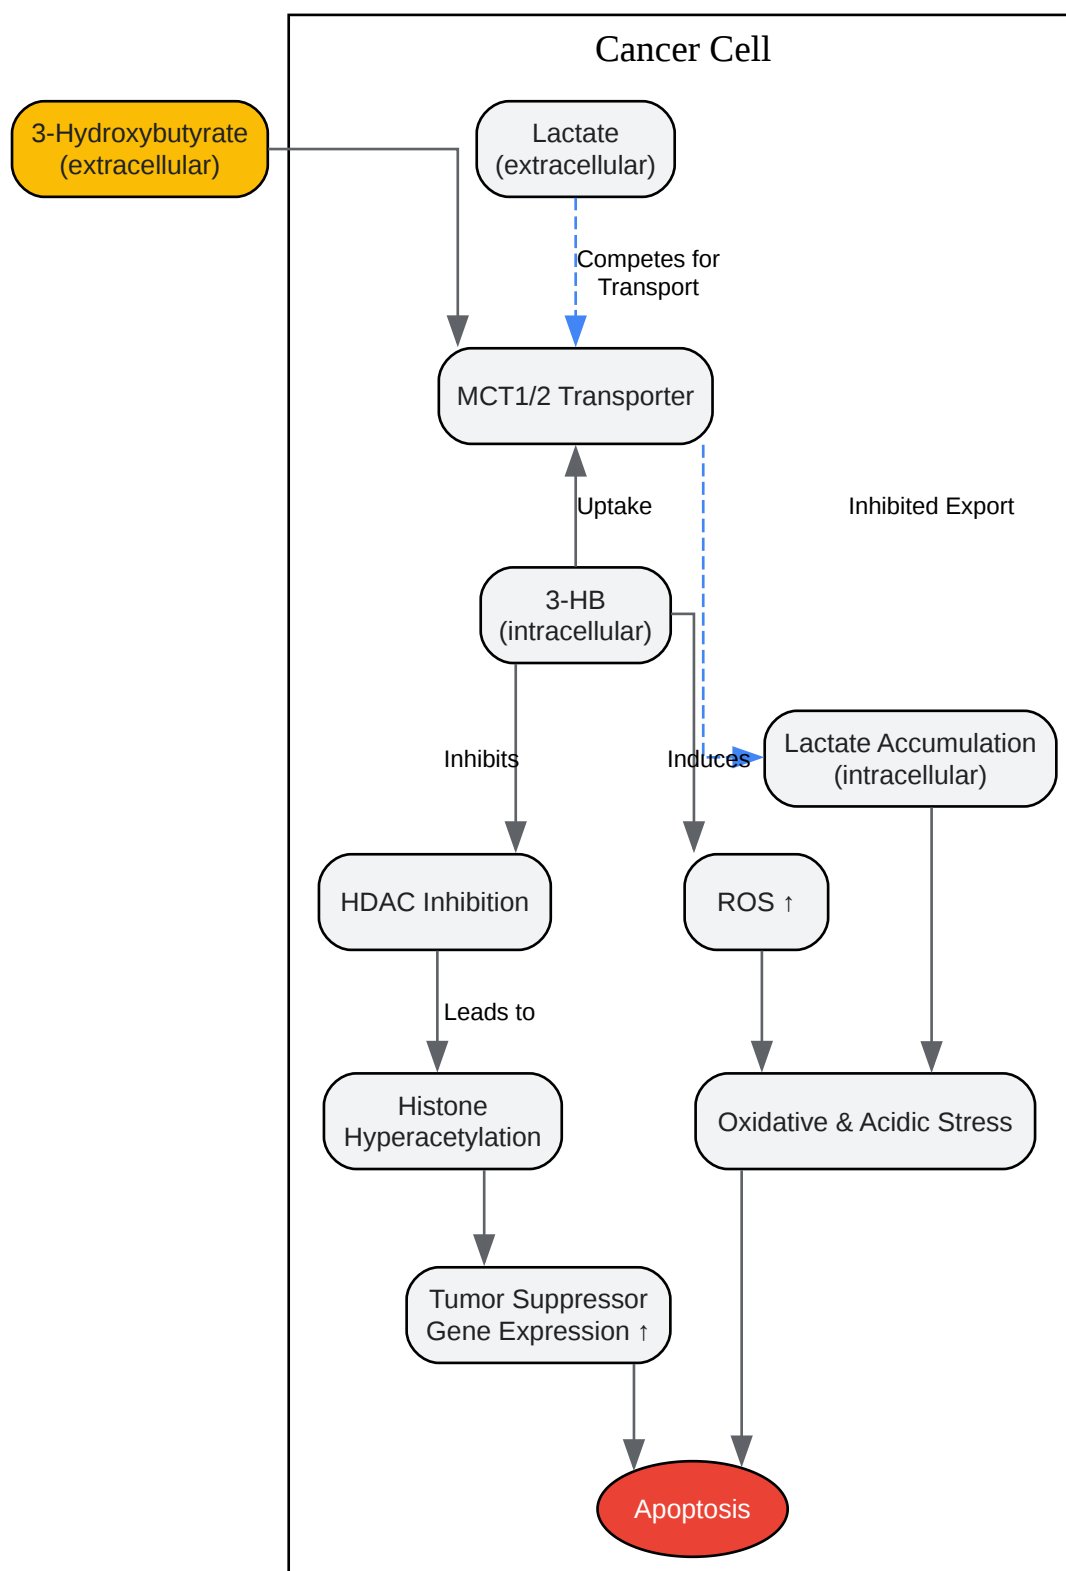 Cancer Cell
3-Hydroxybutyrate
(extracellular)
Lactate
(extracellular)
Competes for
Transport
MCT1/2 Transporter
Uptake
Inhibited Export
3-HB
(intracellular)
Inhibits
Induces
Lactate Accumulation
(intracellular)
HDAC Inhibition
ROS ↑
Leads to
Histone
Hyperacetylation
Oxidative & Acidic Stress
Tumor Suppressor
Gene Expression ↑
Apoptosis